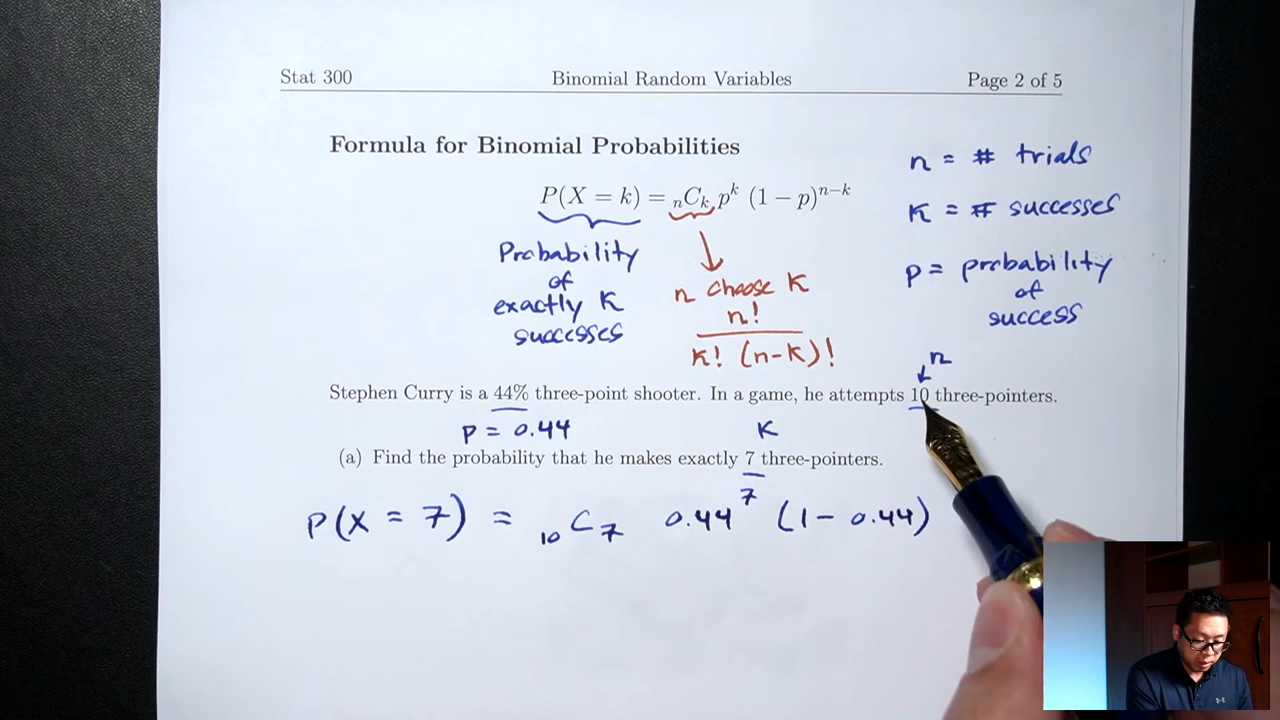 Stat 300 Binomial Random Variables Page 2 of 5
Formula for Binomial Probabilities
P(X = k) = nCk p^k (1 − p)^{n−k}
Probability
of
exactly K
successes
n choose K
n!
K! (n-K)!
n = # trials
K = # successes
P = probability
of
success
n
Stephen Curry is a 44% three-point shooter. In a game, he attempts 10 three-pointers.
P = 0.44 K
(a) Find the probability that he makes exactly 7 three-pointers.
P(X = 7) = 10C7 0.44^7 (1 - 0.44)